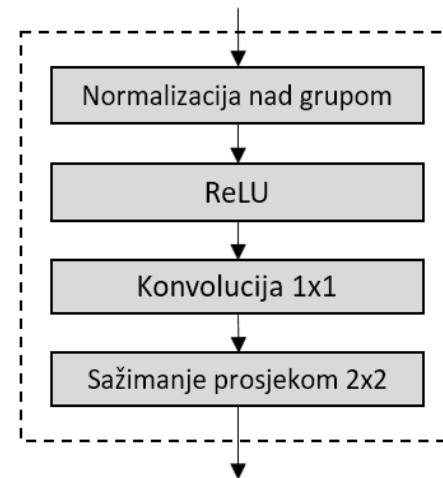 Normalizacija nad grupom
ReLU
Konvolucija 1x1
Sažimanje prosjekom 2x2